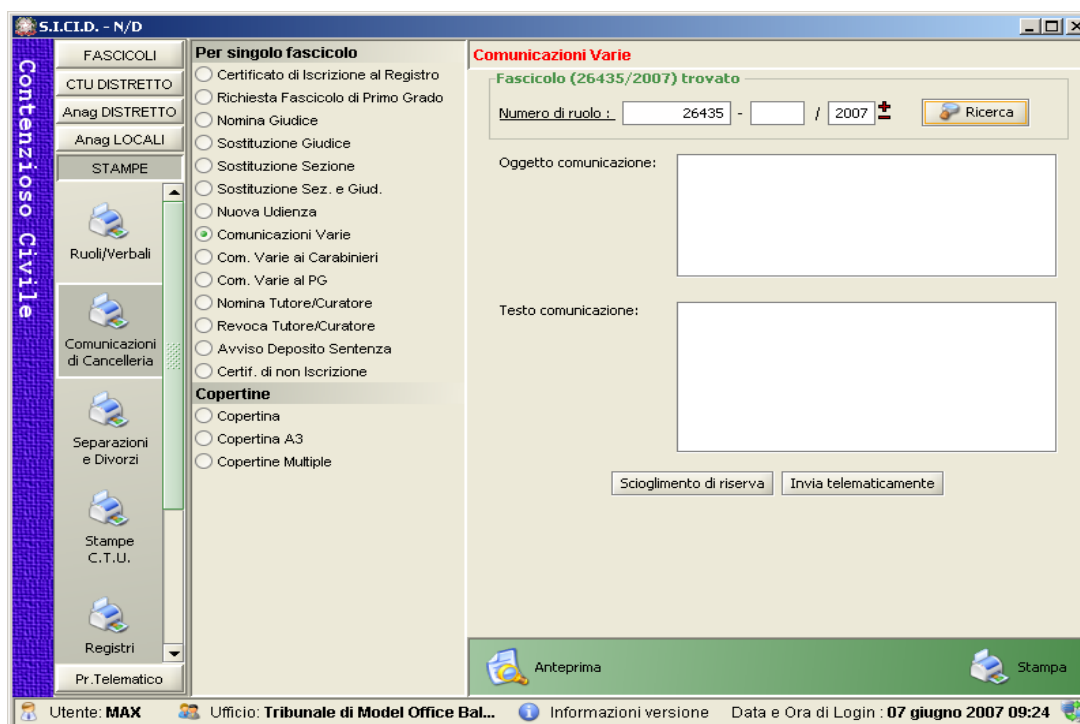 S.I.CI.D. - N/D
Contenzioso Civile
FASCICOLI
CTU DISTRETTO
Anag DISTRETTO
Anag LOCALI
STAMPE
Ruoli/Verbali
Comunicazioni
di Cancelleria
Separazioni
e Divorzi
Stampe
C.T.U.
Registri
Pr.Telematico
Per singolo fascicolo
Certificato di Iscrizione al Registro
Richiesta Fascicolo di Primo Grado
Nomina Giudice
Sostituzione Giudice
Sostituzione Sezione
Sostituzione Sez. e Giud.
Nuova Udienza
Comunicazioni Varie
Com. Varie ai Carabinieri
Com. Varie al PG
Nomina Tutore/Curatore
Revoca Tutore/Curatore
Avviso Deposito Sentenza
Certif. di non Iscrizione
Copertine
Copertina
Copertina A3
Copertine Multiple
Comunicazioni Varie
Fascicolo (26435/2007) trovato
Numero di ruolo : 26435 - / 2007 Ricerca
Oggetto comunicazione:
Testo comunicazione:
Scioglimento di riserva Invia telematicamente
Anteprima Stampa
Utente: MAX Ufficio: Tribunale di Model Office Bal... Informazioni versione Data e Ora di Login : 07 giugno 2007 09:24